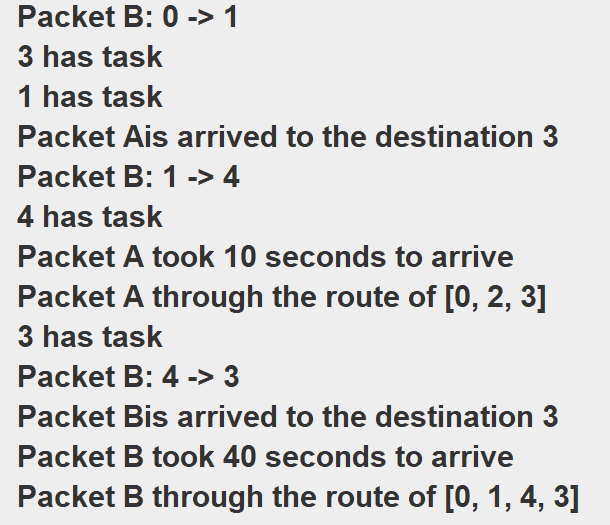 Packet B: 0 -> 1
3 has task
1 has task
Packet Ais arrived to the destination 3
Packet B: 1 -> 4
4 has task
Packet A took 10 seconds to arrive
Packet A through the route of [0, 2, 3]
3 has task
Packet B: 4 -> 3
Packet Bis arrived to the destination 3
Packet B took 40 seconds to arrive
Packet B through the route of [0, 1, 4, 3]